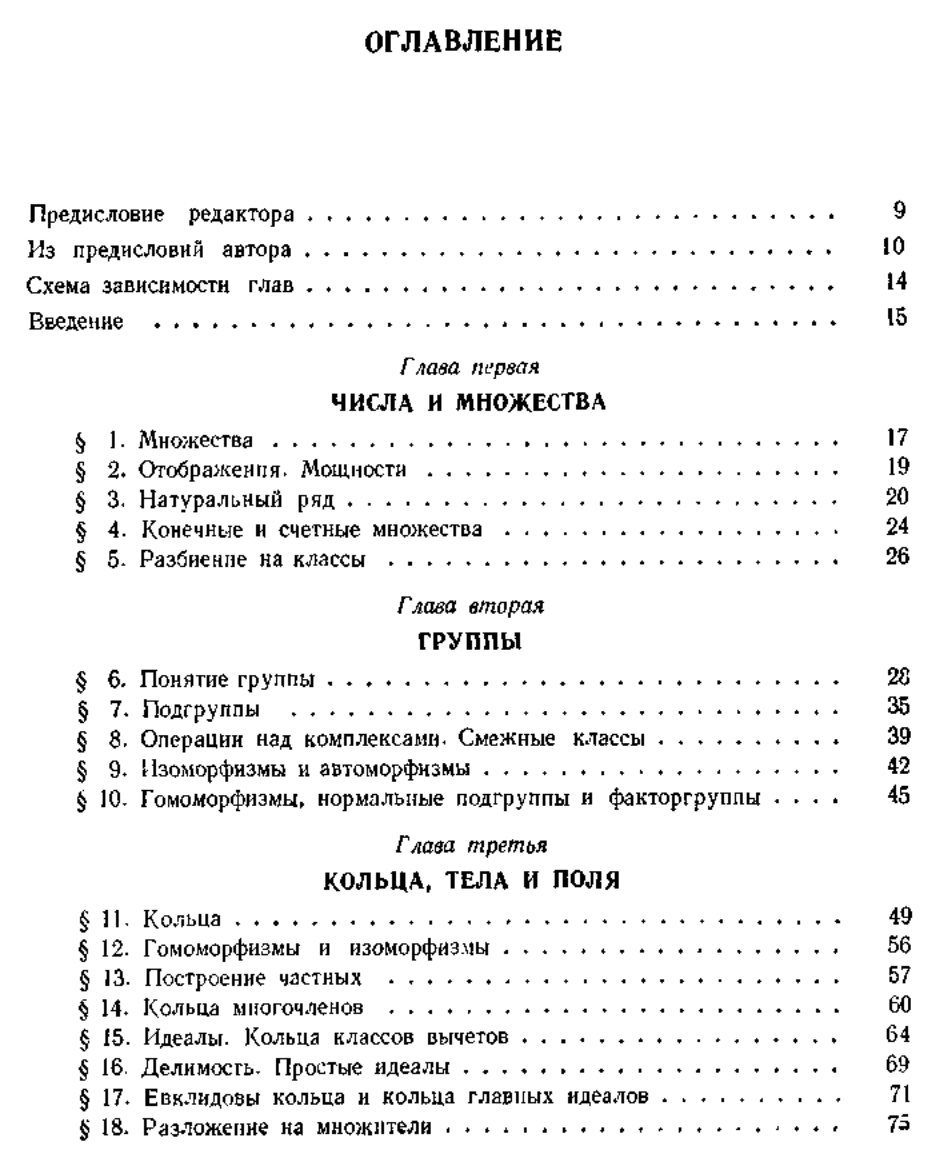 ОГЛАВЛЕНИЕ
Предисловие редактора . . . . . . . . . . . . . . . . . . . . . . . . . . . . 9
Из предисловий автора . . . . . . . . . . . . . . . . . . . . . . . . . . . . 10
Схема зависимости глав . . . . . . . . . . . . . . . . . . . . . . . . . . . . 14
Введение . . . . . . . . . . . . . . . . . . . . . . . . . . . . . . . . . . . . 15
Глава первая
ЧИСЛА И МНОЖЕСТВА
§ 1. Множества . . . . . . . . . . . . . . . . . . . . . . . . . . . . . . 17
§ 2. Отображения. Мощности . . . . . . . . . . . . . . . . . . . . . . 19
§ 3. Натуральный ряд . . . . . . . . . . . . . . . . . . . . . . . . . . 20
§ 4. Конечные и счетные множества . . . . . . . . . . . . . . . . . . 24
§ 5. Разбиение на классы . . . . . . . . . . . . . . . . . . . . . . . . 26
Глава вторая
ГРУППЫ
§ 6. Понятие группы . . . . . . . . . . . . . . . . . . . . . . . . . . . 28
§ 7. Подгруппы . . . . . . . . . . . . . . . . . . . . . . . . . . . . . 35
§ 8. Операции над комплексами. Смежные классы . . . . . . . . . . 39
§ 9. Изоморфизмы и автоморфизмы . . . . . . . . . . . . . . . . . . . 42
§ 10. Гомоморфизмы, нормальные подгруппы и факторгруппы . . . . 45
Глава третья
КОЛЬЦА, ТЕЛА И ПОЛЯ
§ 11. Кольца . . . . . . . . . . . . . . . . . . . . . . . . . . . . . . . . 49
§ 12. Гомоморфизмы и изоморфизмы . . . . . . . . . . . . . . . . . . 56
§ 13. Построение частных . . . . . . . . . . . . . . . . . . . . . . . . 57
§ 14. Кольца многочленов . . . . . . . . . . . . . . . . . . . . . . . . 60
§ 15. Идеалы. Кольца классов вычетов . . . . . . . . . . . . . . . . . 64
§ 16. Делимость. Простые идеалы . . . . . . . . . . . . . . . . . . . . 69
§ 17. Евклидовы кольца и кольца главных идеалов . . . . . . . . . . 71
§ 18. Разложение на множители . . . . . . . . . . . . . . . . . . . . . 75